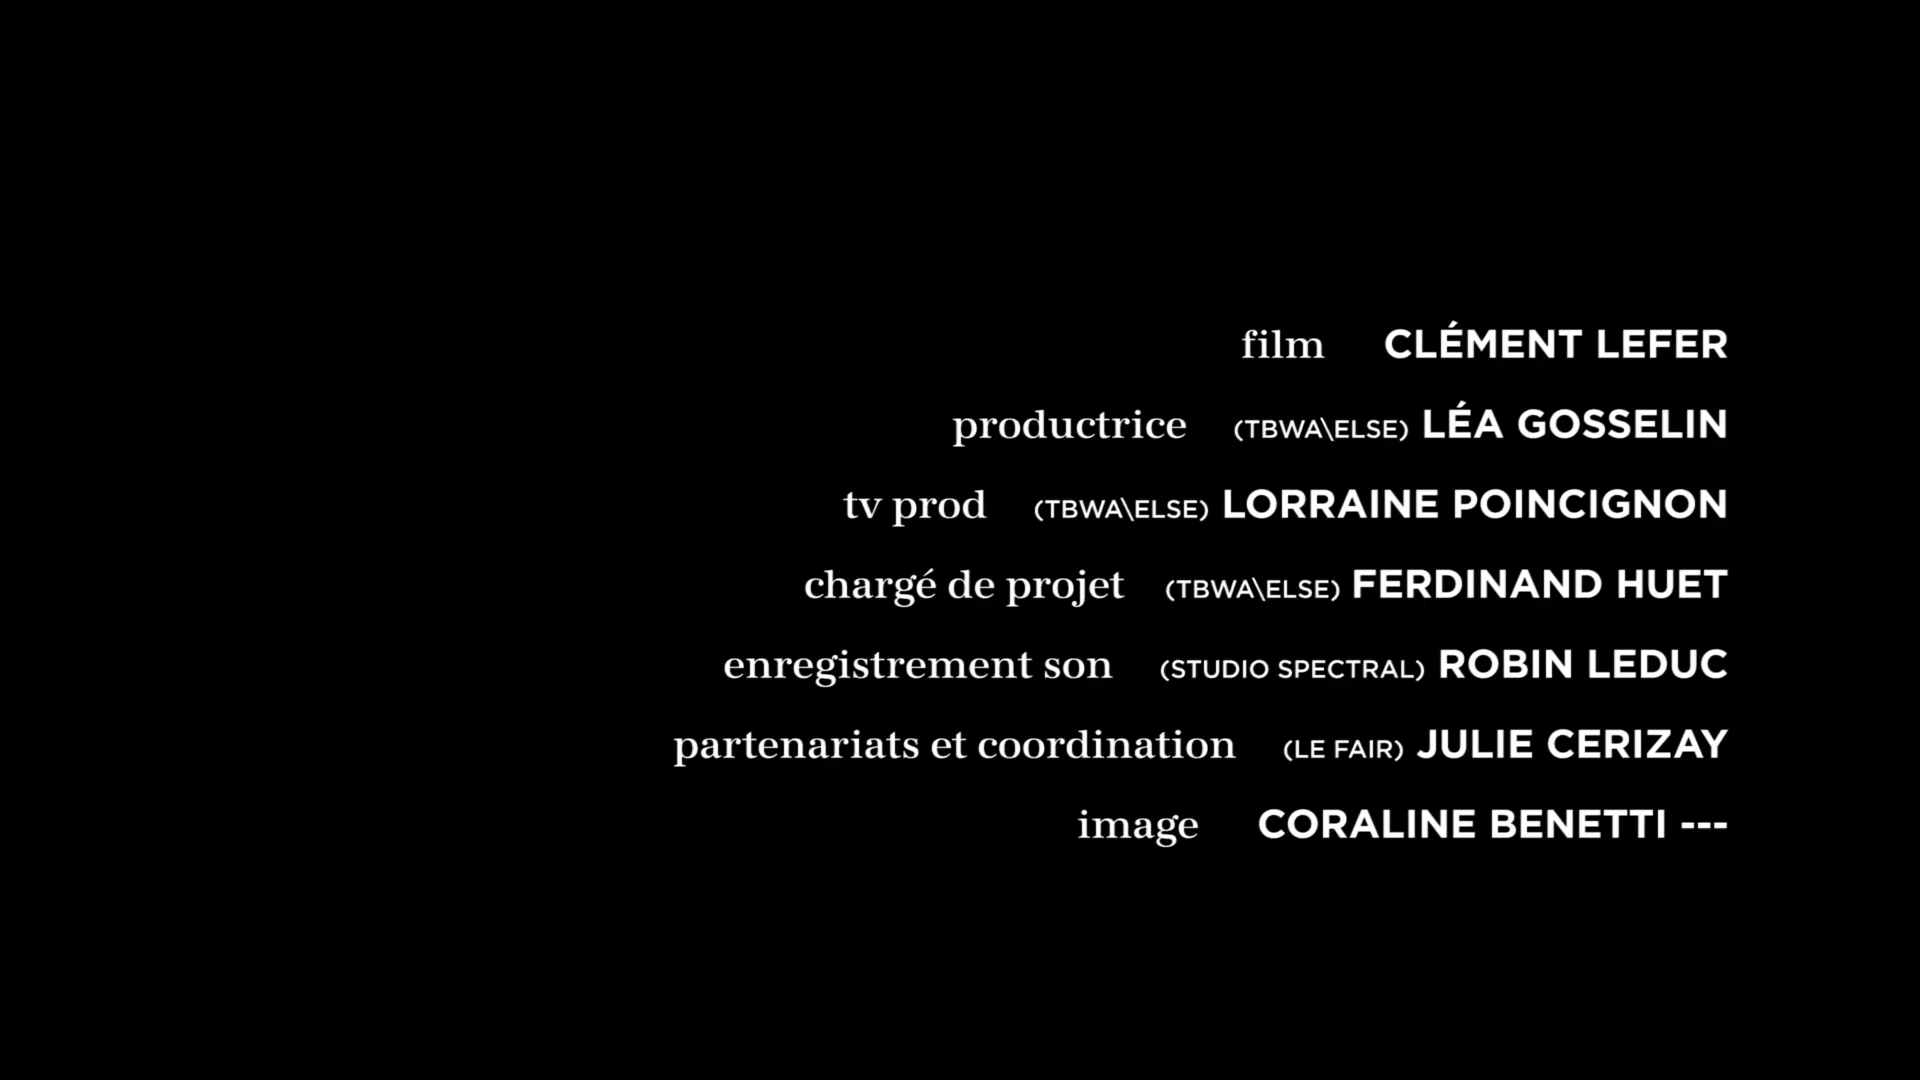 film CLÉMENT LEFER
productrice (TBWA\ELSE) LÉA GOSSELIN
tv prod (TBWA\ELSE) LORRAINE POINCIGNON
chargé de projet (TBWA\ELSE) FERDINAND HUET
enregistrement son (STUDIO SPECTRAL) ROBIN LEDUC
partenariats et coordination (LE FAIR) JULIE CERIZAY
image CORALINE BENETTI ---